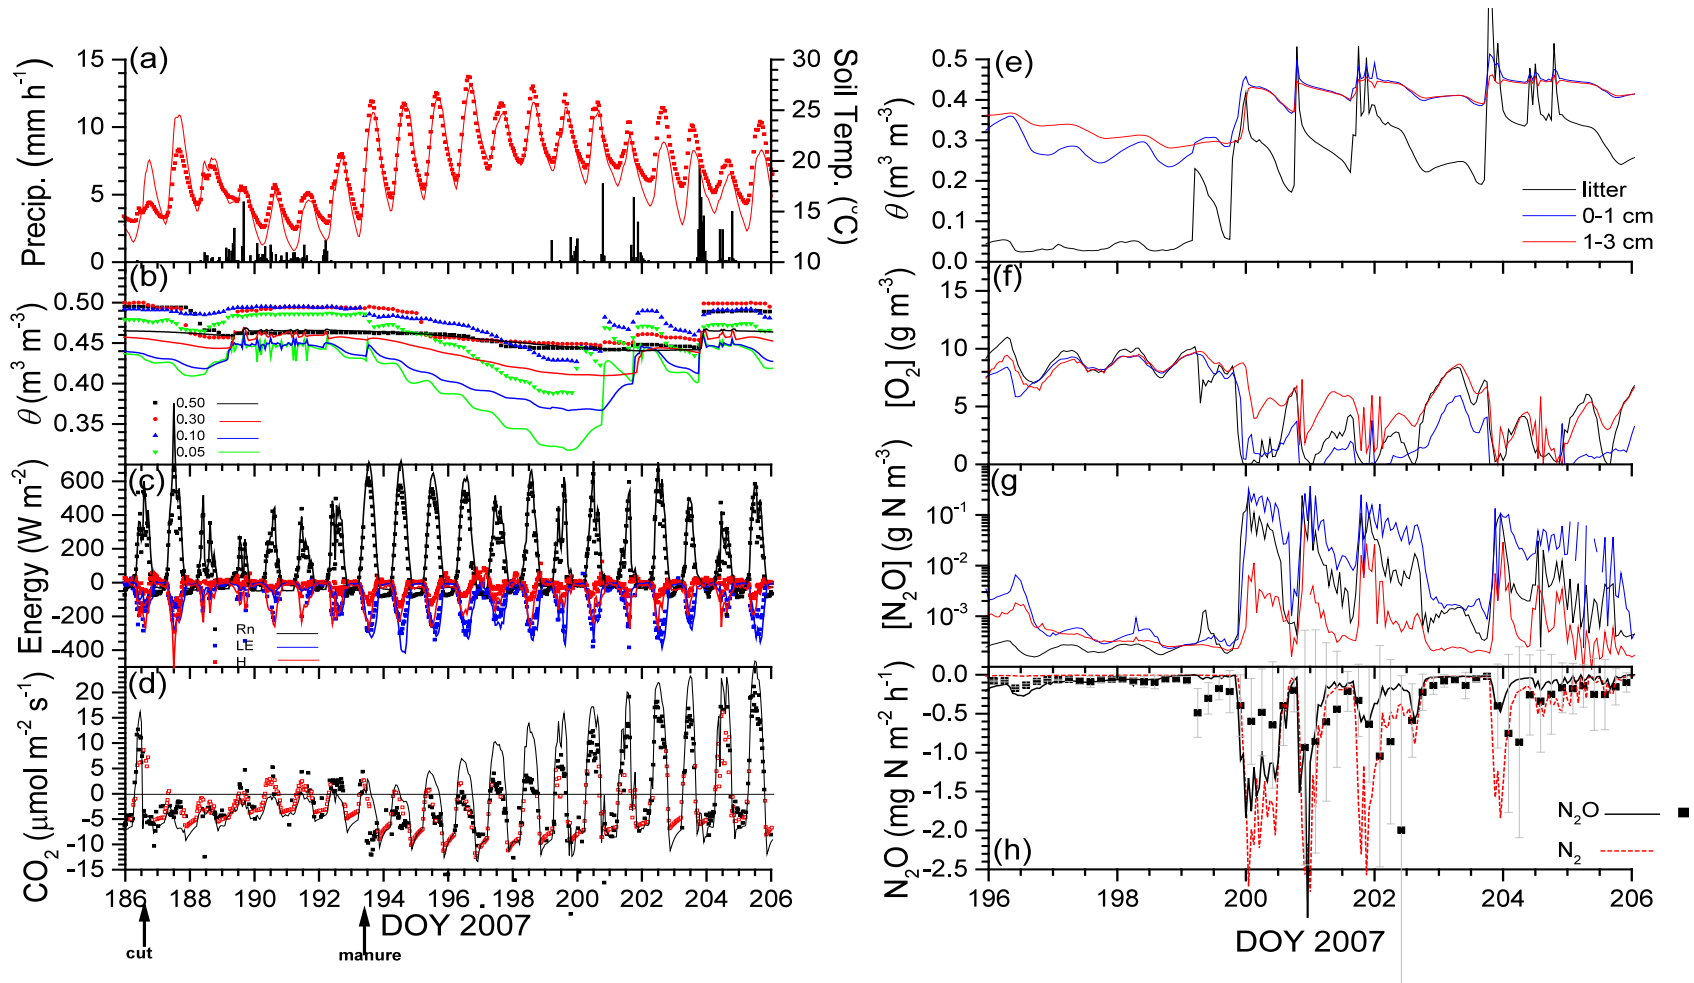 (a)
Precip. (mm h-1)
15
10
5
0
Soil Temp. (°C)
30
25
20
15
10
(b)
θ (m3 m-3)
0.50
0.45
0.40
0.35
0.50
0.30
0.10
0.05
(c)
Energy (W m-2)
600
400
200
0
-200
-400
Rn
LE
H
(d)
CO2 (μmol m-2 s-1)
20
15
10
5
0
-5
-10
-15
186 188 190 192 194 196 198 200 202 204 206
DOY 2007
cut
manure
(e)
θ (m3 m-3)
0.5
0.4
0.3
0.2
0.1
0
litter
0-1 cm
1-3 cm
(f)
[O2] (g m-3)
15
10
5
0
(g)
[N2O] (g N m-3)
10-1
10-2
10-3
(h)
N2O (mg N m-2 h-1)
0.0
-0.5
-1.0
-1.5
-2.0
-2.5
N2O
N2
196 200 202 204 206
DOY 2007